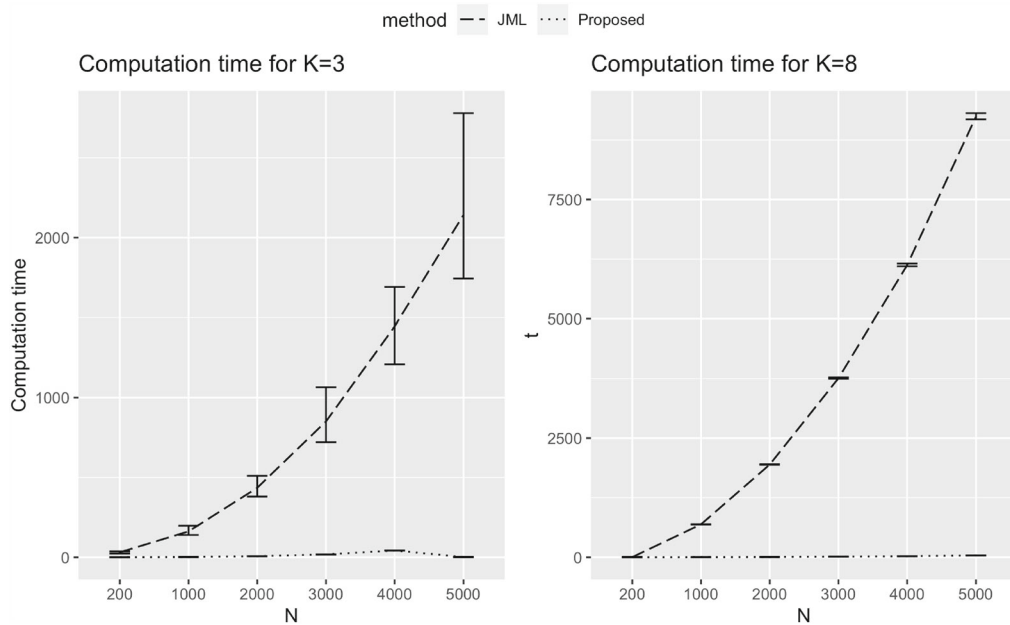 method JML Proposed
Computation time for K=3
Computation time
2000
1000
0
200 1000 2000 3000 4000 5000
N
Computation time for K=8
t
7500
5000
2500
0
200 1000 2000 3000 4000 5000
N